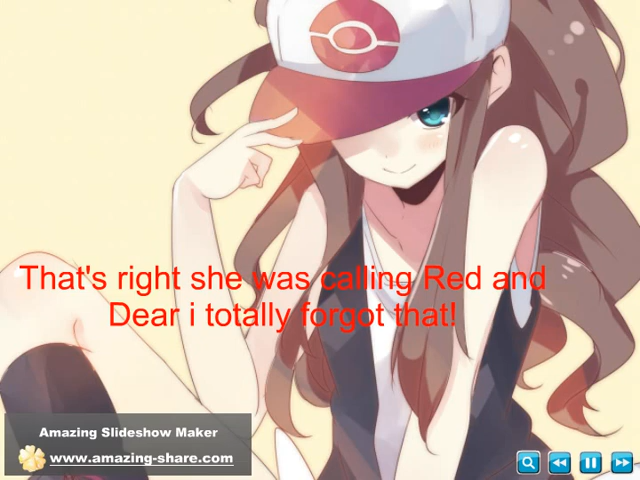 That's right she was calling Red and
Dear i totally forgot that!
Amazing Slideshow Maker
www.amazing-share.com